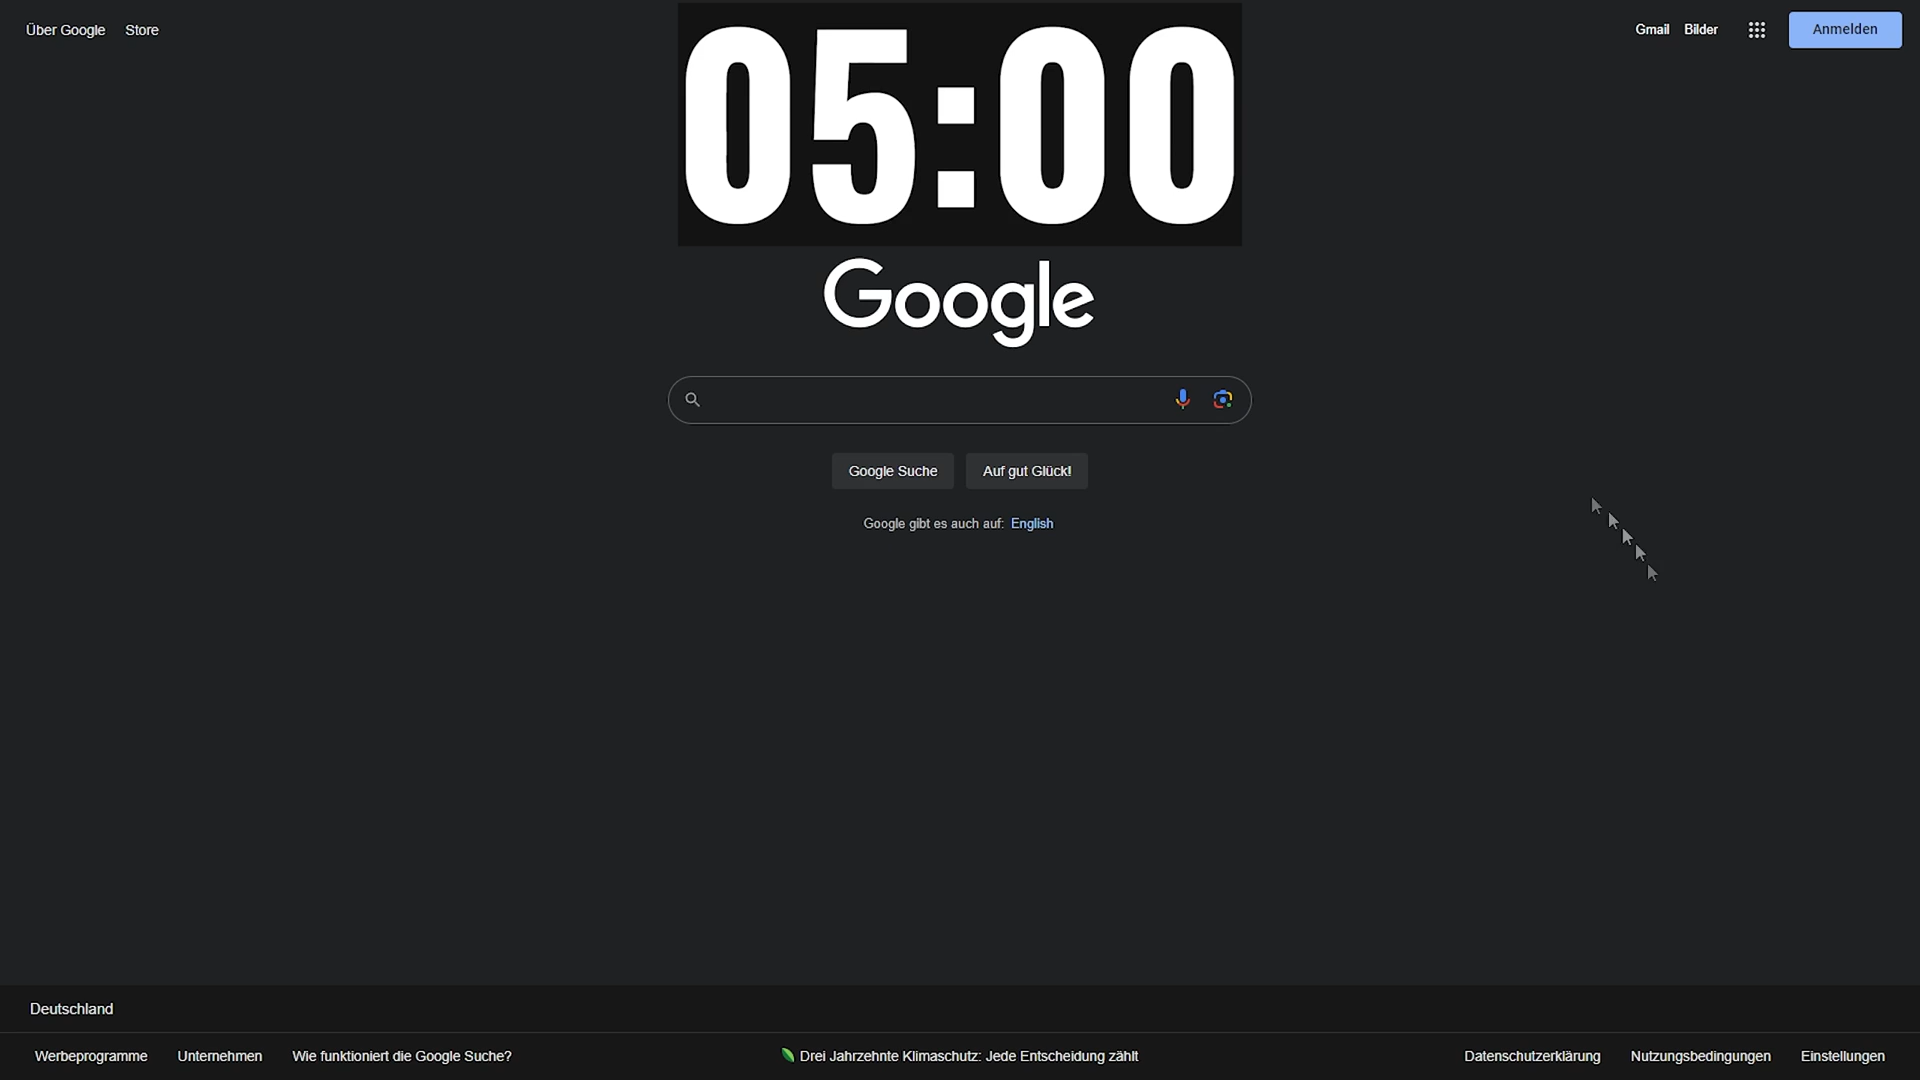 Über Google Store
Gmail Bilder Anmelden
05:00
Google
Google Suche Auf gut Glück!
Google gibt es auch auf: English
Deutschland
Werbeprogramme Unternehmen Wie funktioniert die Google Suche? Drei Jahrzehnte Klimaschutz: Jede Entscheidung zählt Datenschutzerklärung Nutzungsbedingungen Einstellungen